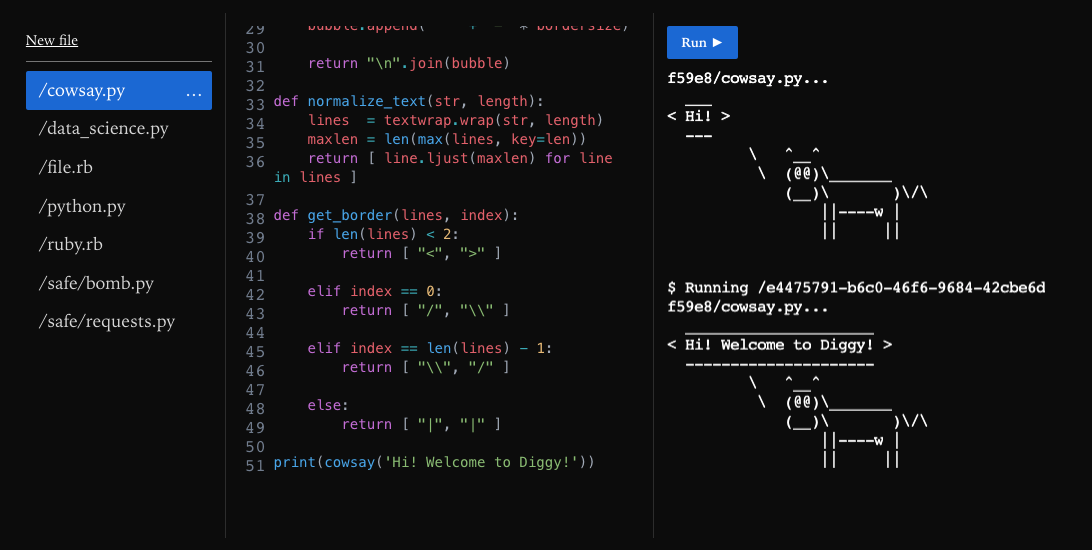 New file
/cowsay.py ...
/data_science.py
/file.rb
/python.py
/ruby.rb
/safe/bomb.py
/safe/requests.py
29 bubble.append( * bordersize)
30
31     return "\n".join(bubble)
32
33 def normalize_text(str, length):
34     lines  = textwrap.wrap(str, length)
35     maxlen = len(max(lines, key=len))
36     return [ line.ljust(maxlen) for line
in lines ]
37
38 def get_border(lines, index):
39     if len(lines) < 2:
40         return [ "<", ">" ]
41
42     elif index == 0:
43         return [ "/", "\\" ]
44
45     elif index == len(lines) - 1:
46         return [ "\\", "/" ]
47
48     else:
49         return [ "|", "|" ]
50
51 print(cowsay('Hi! Welcome to Diggy!'))
Run ▶
f59e8/cowsay.py...
  ___
< Hi! >
  ---
         \   ^__^
          \  (@@)\_______
             (__)\       )\/\
                 ||----w |
                 ||     ||
$ Running /e4475791-b6c0-46f6-9684-42cbe6d
f59e8/cowsay.py...
  _____________________
< Hi! Welcome to Diggy! >
  ---------------------
         \   ^__^
          \  (@@)\_______
             (__)\       )\/\
                 ||----w |
                 ||     ||